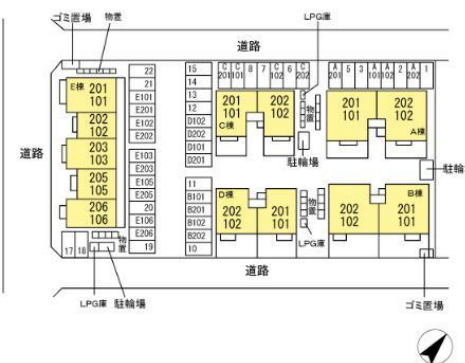 ゴミ置場 物置
LPG庫
道路
道路
道路
E棟 201
101
202
102
203
103
205
105
206
106
17 18
物置
LPG庫 駐輪場
22
21
E101
E201
E102
E202
E103
E203
E105
E205
20
E106
E206
19
15
14
13
12
D102
D202
D101
D201
11
B101
B201
B102
B202
10
C201 C101 8 7 C102 6 C202
A201 5 3 A101 A102 2 A202 1
201
101
202
102
C棟
物置
駐輪場
201
101
202
102
A棟
駐輪
D棟
202
102
201
101
物置
LPG庫
202
102
B棟
201
101
ゴミ置場